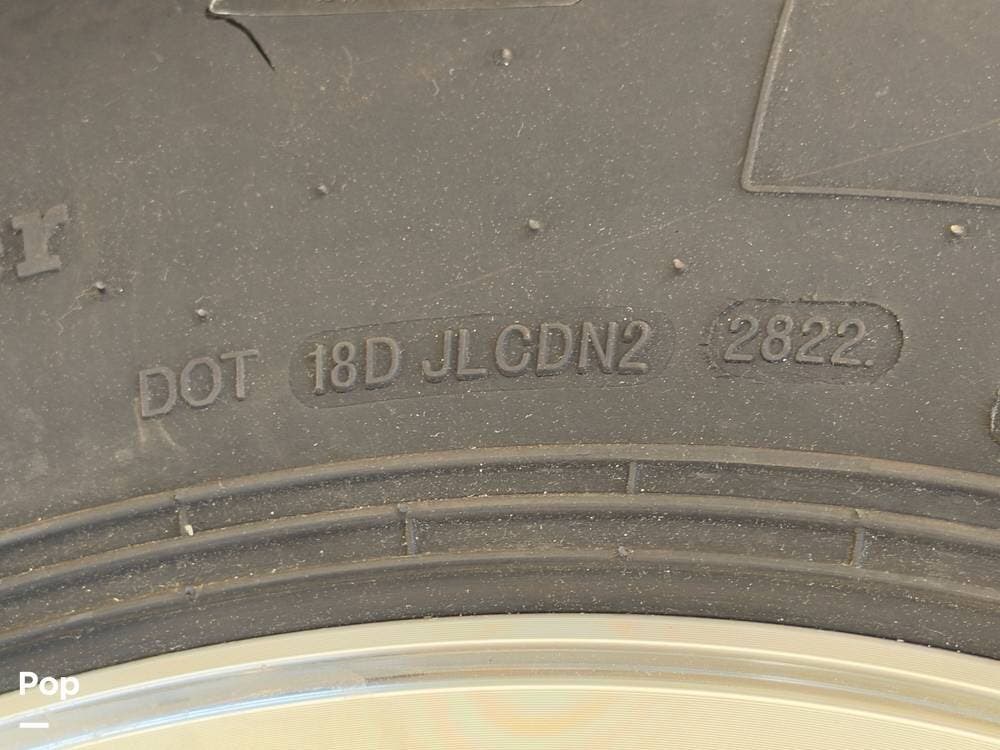 r
DOT 18D JLCDN2 2822.
Pop